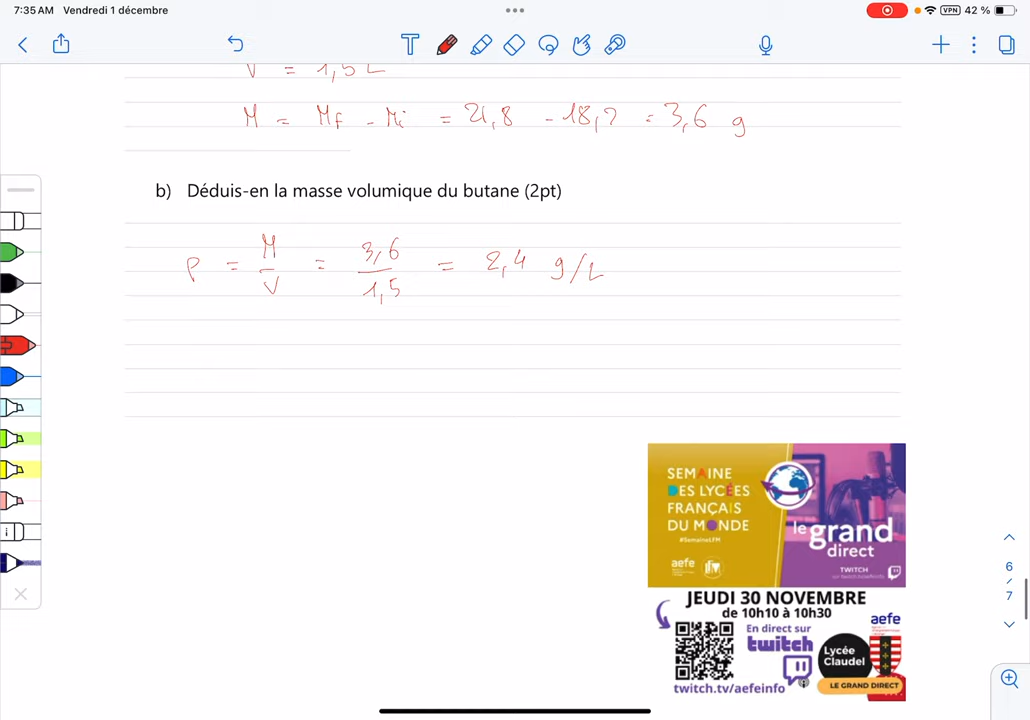 7:35 AM Vendredi 1 décembre
VPN 42 %
V = 1,5 L
M = Mf - Mi = 21,8 - 18,2 = 3,6 g
b) Déduis-en la masse volumique du butane (2pt)
ρ = M/V = 3,6/1,5 = 2,4 g/L
SEMAINE
DES LYCÉES
FRANÇAIS
DU MONDE
#SemaineLFM
aefe
le grand
direct
TWITCH
JEUDI 30 NOVEMBRE
de 10h10 à 10h30
En direct sur
twitch
aefe
Lycée
Claudel
LE GRAND DIRECT
twitch.tv/aefeinfo
6
/
7